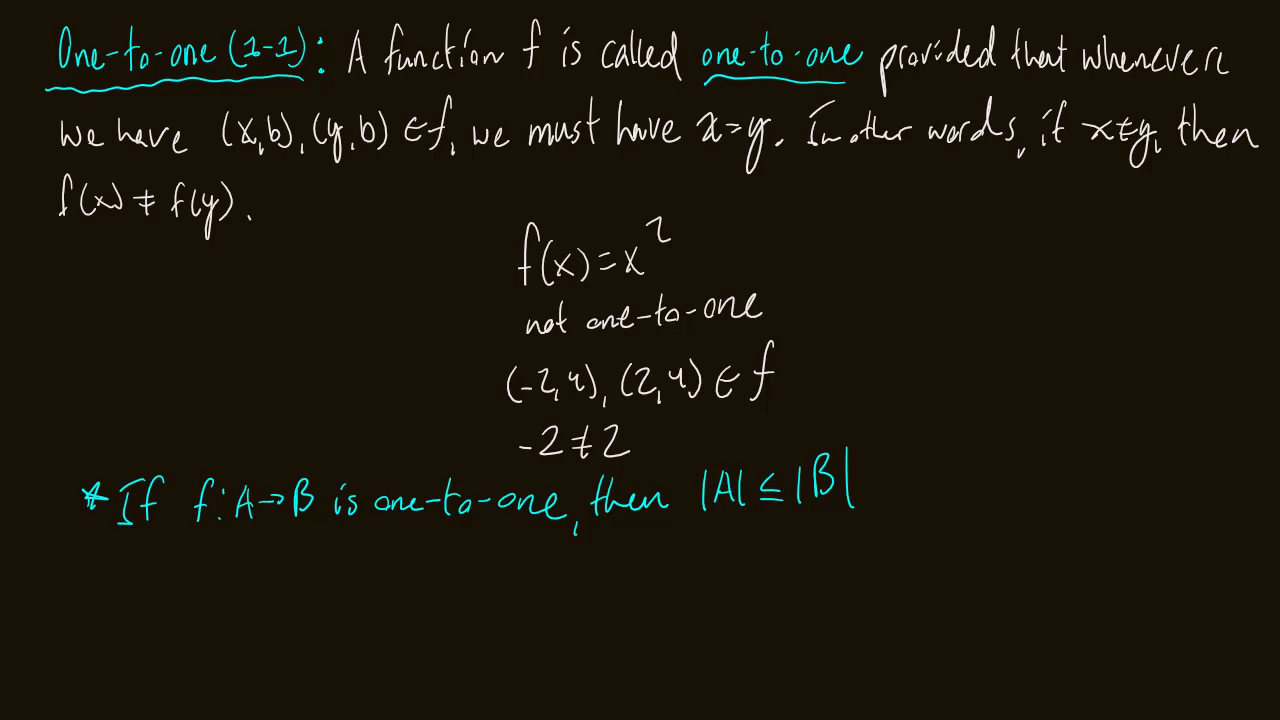 One-to-one (1-1): A function f is called one-to-one provided that whenevere
we have (x,b),(y,b) ∈ f, we must have x=y. In other words, if x≠y, then
f(x) ≠ f(y).
f(x)=x²
not one-to-one
(-2,4), (2,4) ∈ f
-2≠2
* If f: A→B is one-to-one, then |A| ≤ |B|